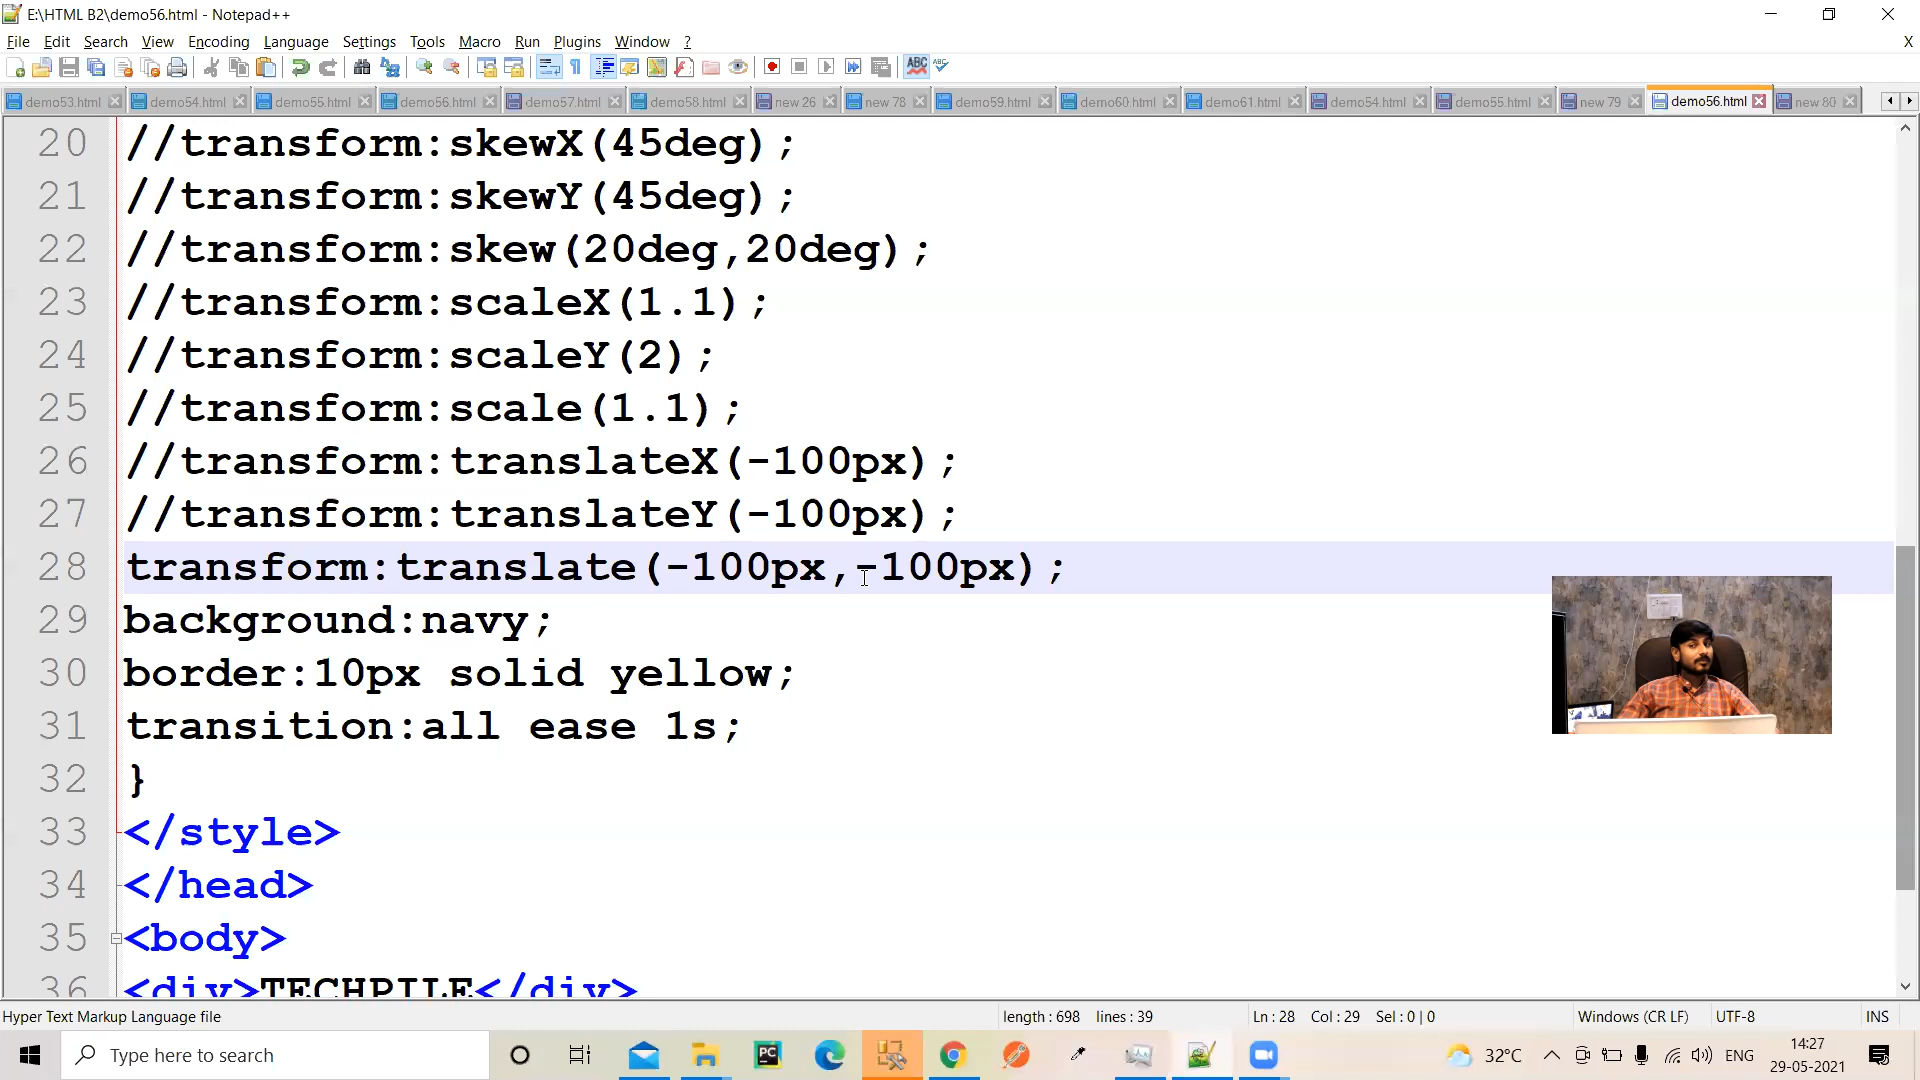 E:\HTML B2\demo56.html - Notepad++
File Edit Search View Encoding Language Settings Tools Macro Run Plugins Window ? X
demo53.html demo54.html demo55.html demo56.html demo57.html demo58.html new 26 new 78 demo59.html demo60.html demo61.html demo54.html demo55.html new 79 demo56.html new 80
20 //transform:skewX(45deg);
21 //transform:skewY(45deg);
22 //transform:skew(20deg,20deg);
23 //transform:scaleX(1.1);
24 //transform:scaleY(2);
25 //transform:scale(1.1);
26 //transform:translateX(-100px);
27 //transform:translateY(-100px);
28 transform:translate(-100px,-100px);
29 background:navy;
30 border:10px solid yellow;
31 transition:all ease 1s;
32 }
33 </style>
34 </head>
35 <body>
36 <div>TECHPILE</div>
Hyper Text Markup Language file length : 698 lines : 39 Ln : 28 Col : 29 Sel : 0 | 0 Windows (CR LF) UTF-8 INS
Type here to search 32°C ENG 14:27
29-05-2021